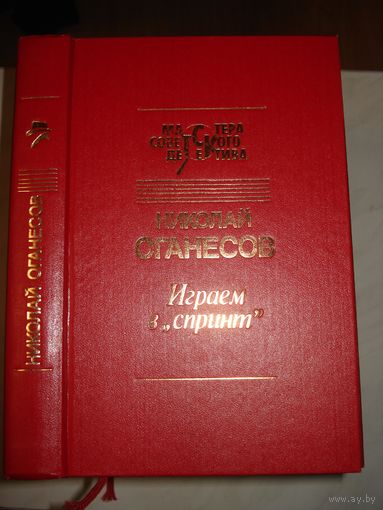 МАСТЕРА
СОВЕТСКОГО
ДЕТЕКТИВА
НИКОЛАЙ
ОГАНЕСОВ
Играем
в „спринт”
НИКОЛАЙ ОГАНЕСОВ
www.ay.by